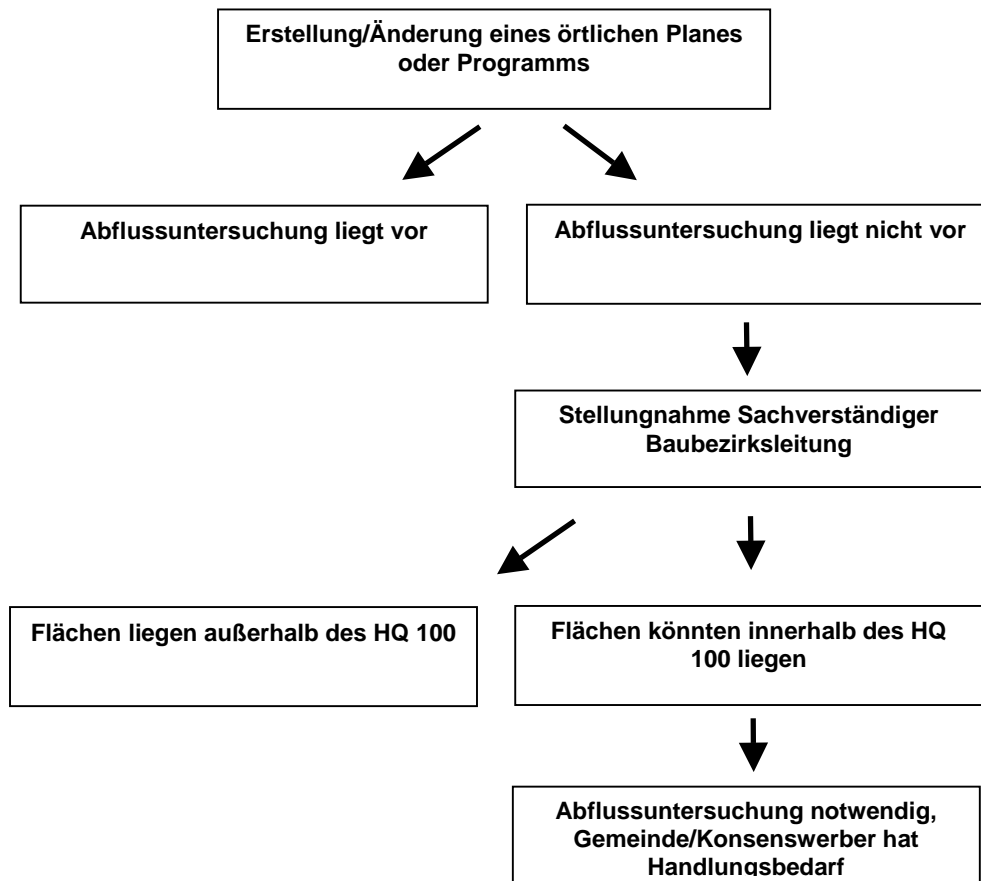 Erstellung/Änderung eines örtlichen Planes
oder Programms
Abflussuntersuchung liegt vor
Abflussuntersuchung liegt nicht vor
Stellungnahme Sachverständiger
Baubezirksleitung
Flächen liegen außerhalb des HQ 100
Flächen könnten innerhalb des HQ
100 liegen
Abflussuntersuchung notwendig,
Gemeinde/Konsenswerber hat
Handlungsbedarf